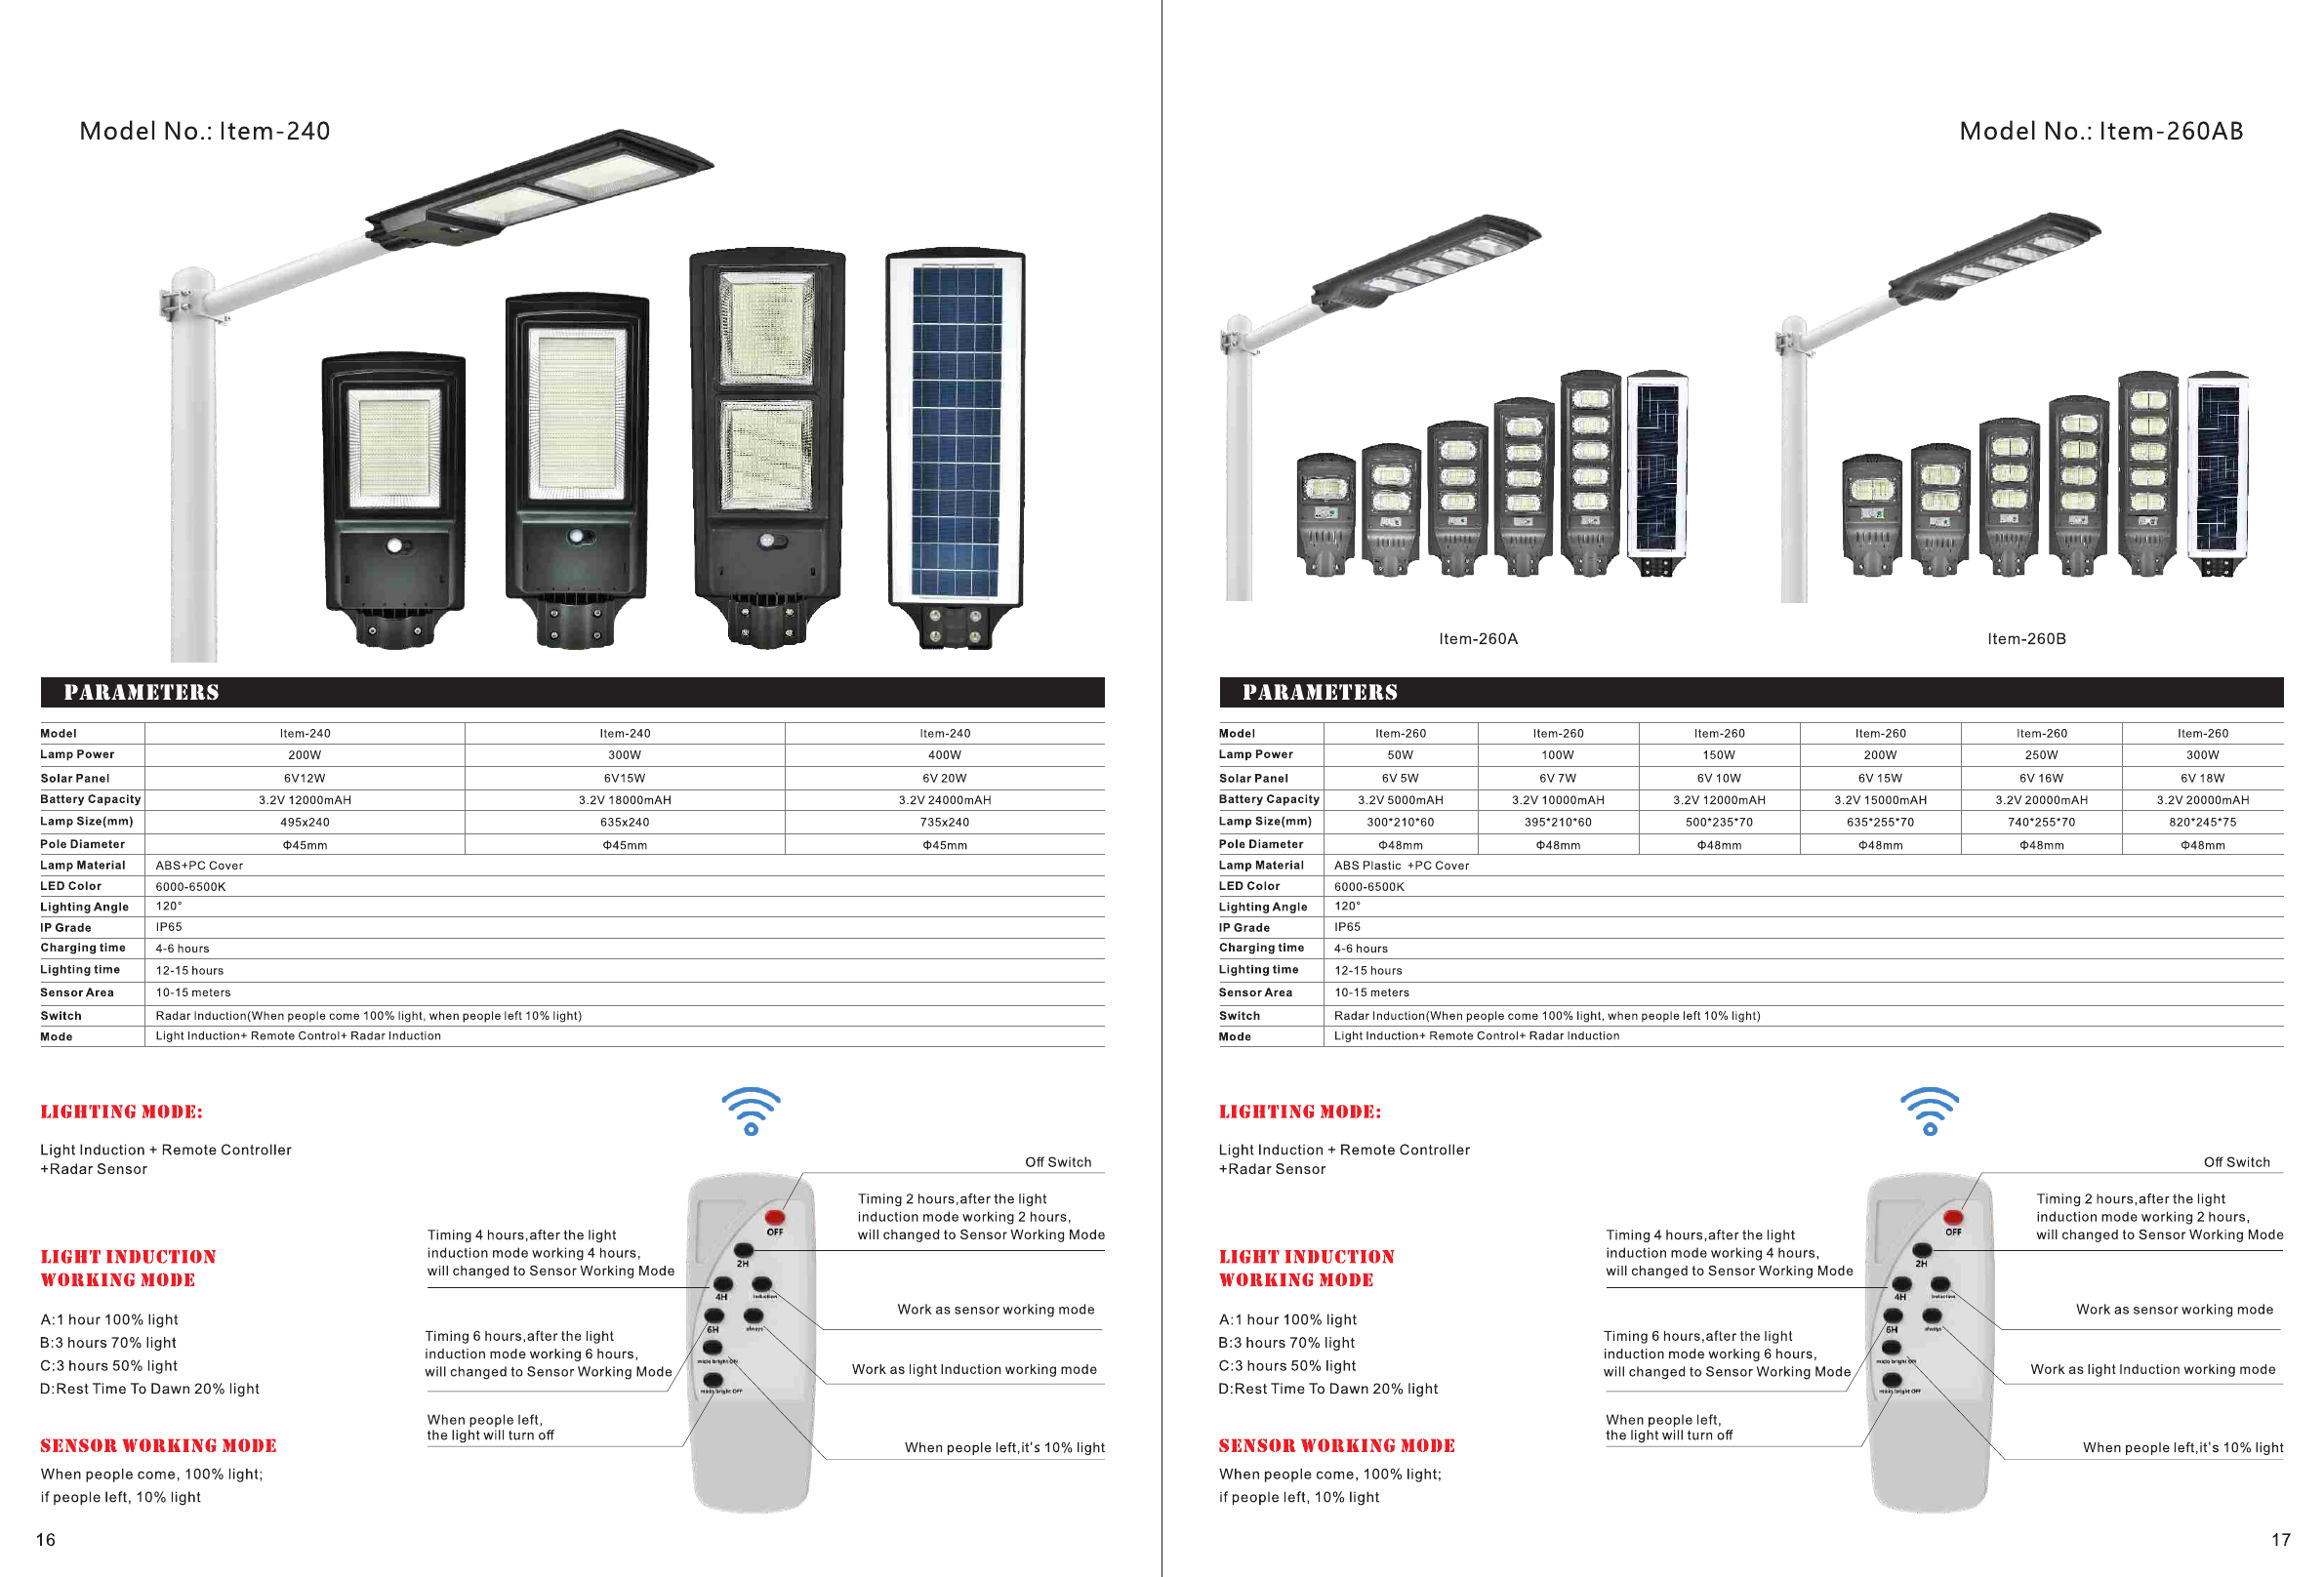 Model No.: Item-240
PARAMETERS
Model Item-240 Item-240 Item-240
Lamp Power 200W 300W 400W
Solar Panel 6V12W 6V15W 6V 20W
Battery Capacity 3.2V 12000mAH 3.2V 18000mAH 3.2V 24000mAH
Lamp Size(mm) 495x240 635x240 735x240
Pole Diameter Φ45mm Φ45mm Φ45mm
Lamp Material ABS+PC Cover
LED Color 6000-6500K
Lighting Angle 120°
IP Grade IP65
Charging time 4-6 hours
Lighting time 12-15 hours
Sensor Area 10-15 meters
Switch Radar Induction(When people come 100% light, when people left 10% light)
Mode Light Induction+ Remote Control+ Radar Induction
LIGHTING MODE:
Light Induction + Remote Controller
+Radar Sensor
LIGHT INDUCTION
WORKING MODE
A:1 hour 100% light
B:3 hours 70% light
C:3 hours 50% light
D:Rest Time To Dawn 20% light
SENSOR WORKING MODE
When people come, 100% light;
if people left, 10% light
Timing 4 hours,after the light
induction mode working 4 hours,
will changed to Sensor Working Mode
Timing 6 hours,after the light
induction mode working 6 hours,
will changed to Sensor Working Mode
When people left,
the light will turn off
OFF
2H
4H
induction
6H
always
mode bright ON
mode bright OFF
Off Switch
Timing 2 hours,after the light
induction mode working 2 hours,
will changed to Sensor Working Mode
Work as sensor working mode
Work as light Induction working mode
When people left,it's 10% light
16
Model No.: Item-260AB
Item-260A
Item-260B
PARAMETERS
Model Item-260 Item-260 Item-260 Item-260 Item-260 Item-260
Lamp Power 50W 100W 150W 200W 250W 300W
Solar Panel 6V 5W 6V 7W 6V 10W 6V 15W 6V 16W 6V 18W
Battery Capacity 3.2V 5000mAH 3.2V 10000mAH 3.2V 12000mAH 3.2V 15000mAH 3.2V 20000mAH 3.2V 20000mAH
Lamp Size(mm) 300*210*60 395*210*60 500*235*70 635*255*70 740*255*70 820*245*75
Pole Diameter Φ48mm Φ48mm Φ48mm Φ48mm Φ48mm Φ48mm
Lamp Material ABS Plastic +PC Cover
LED Color 6000-6500K
Lighting Angle 120°
IP Grade IP65
Charging time 4-6 hours
Lighting time 12-15 hours
Sensor Area 10-15 meters
Switch Radar Induction(When people come 100% light, when people left 10% light)
Mode Light Induction+ Remote Control+ Radar Induction
LIGHTING MODE:
Light Induction + Remote Controller
+Radar Sensor
LIGHT INDUCTION
WORKING MODE
A:1 hour 100% light
B:3 hours 70% light
C:3 hours 50% light
D:Rest Time To Dawn 20% light
SENSOR WORKING MODE
When people come, 100% light;
if people left, 10% light
Timing 4 hours,after the light
induction mode working 4 hours,
will changed to Sensor Working Mode
Timing 6 hours,after the light
induction mode working 6 hours,
will changed to Sensor Working Mode
When people left,
the light will turn off
OFF
2H
4H
induction
6H
always
bright ON
bright OFF
Off Switch
Timing 2 hours,after the light
induction mode working 2 hours,
will changed to Sensor Working Mode
Work as sensor working mode
Work as light Induction working mode
When people left,it's 10% light
17